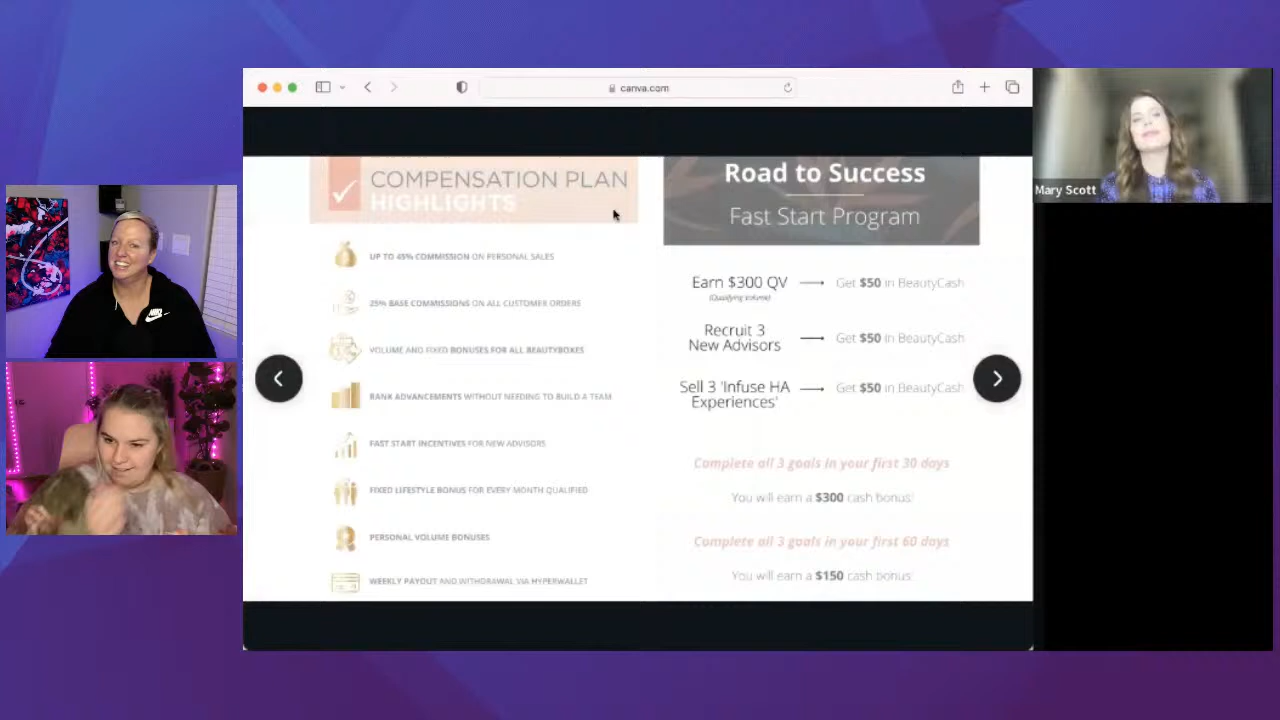 canva.com
COMPENSATION PLAN
HIGHLIGHTS
UP TO 45% COMMISSION ON PERSONAL SALES
25% BASE COMMISSIONS ON ALL CUSTOMER ORDERS
VOLUME AND FIXED BONUSES FOR ALL BEAUTYBOXES
RANK ADVANCEMENTS WITHOUT NEEDING TO BUILD A TEAM
FAST START INCENTIVES FOR NEW ADVISORS
FIXED LIFESTYLE BONUS FOR EVERY MONTH QUALIFIED
PERSONAL VOLUME BONUSES
WEEKLY PAYOUT AND WITHDRAWAL VIA HYPERWALLET
Road to Success
Fast Start Program
Earn $300 QV
(Qualifying volume)
Get $50 in BeautyCash
Recruit 3
New Advisors
Get $50 in BeautyCash
Sell 3 'Infuse HA
Experiences'
Get $50 in BeautyCash
Complete all 3 goals in your first 30 days
You will earn a $300 cash bonus!
Complete all 3 goals in your first 60 days
You will earn a $150 cash bonus!
Mary Scott